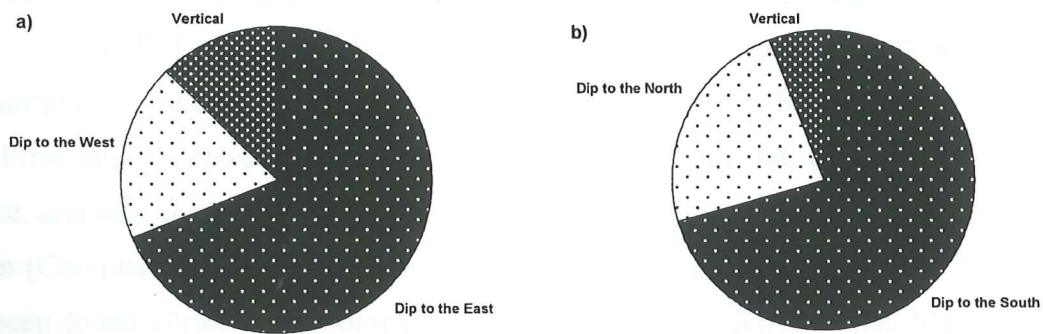 a)
Vertical
Dip to the West
Dip to the East
b)
Vertical
Dip to the North
Dip to the South